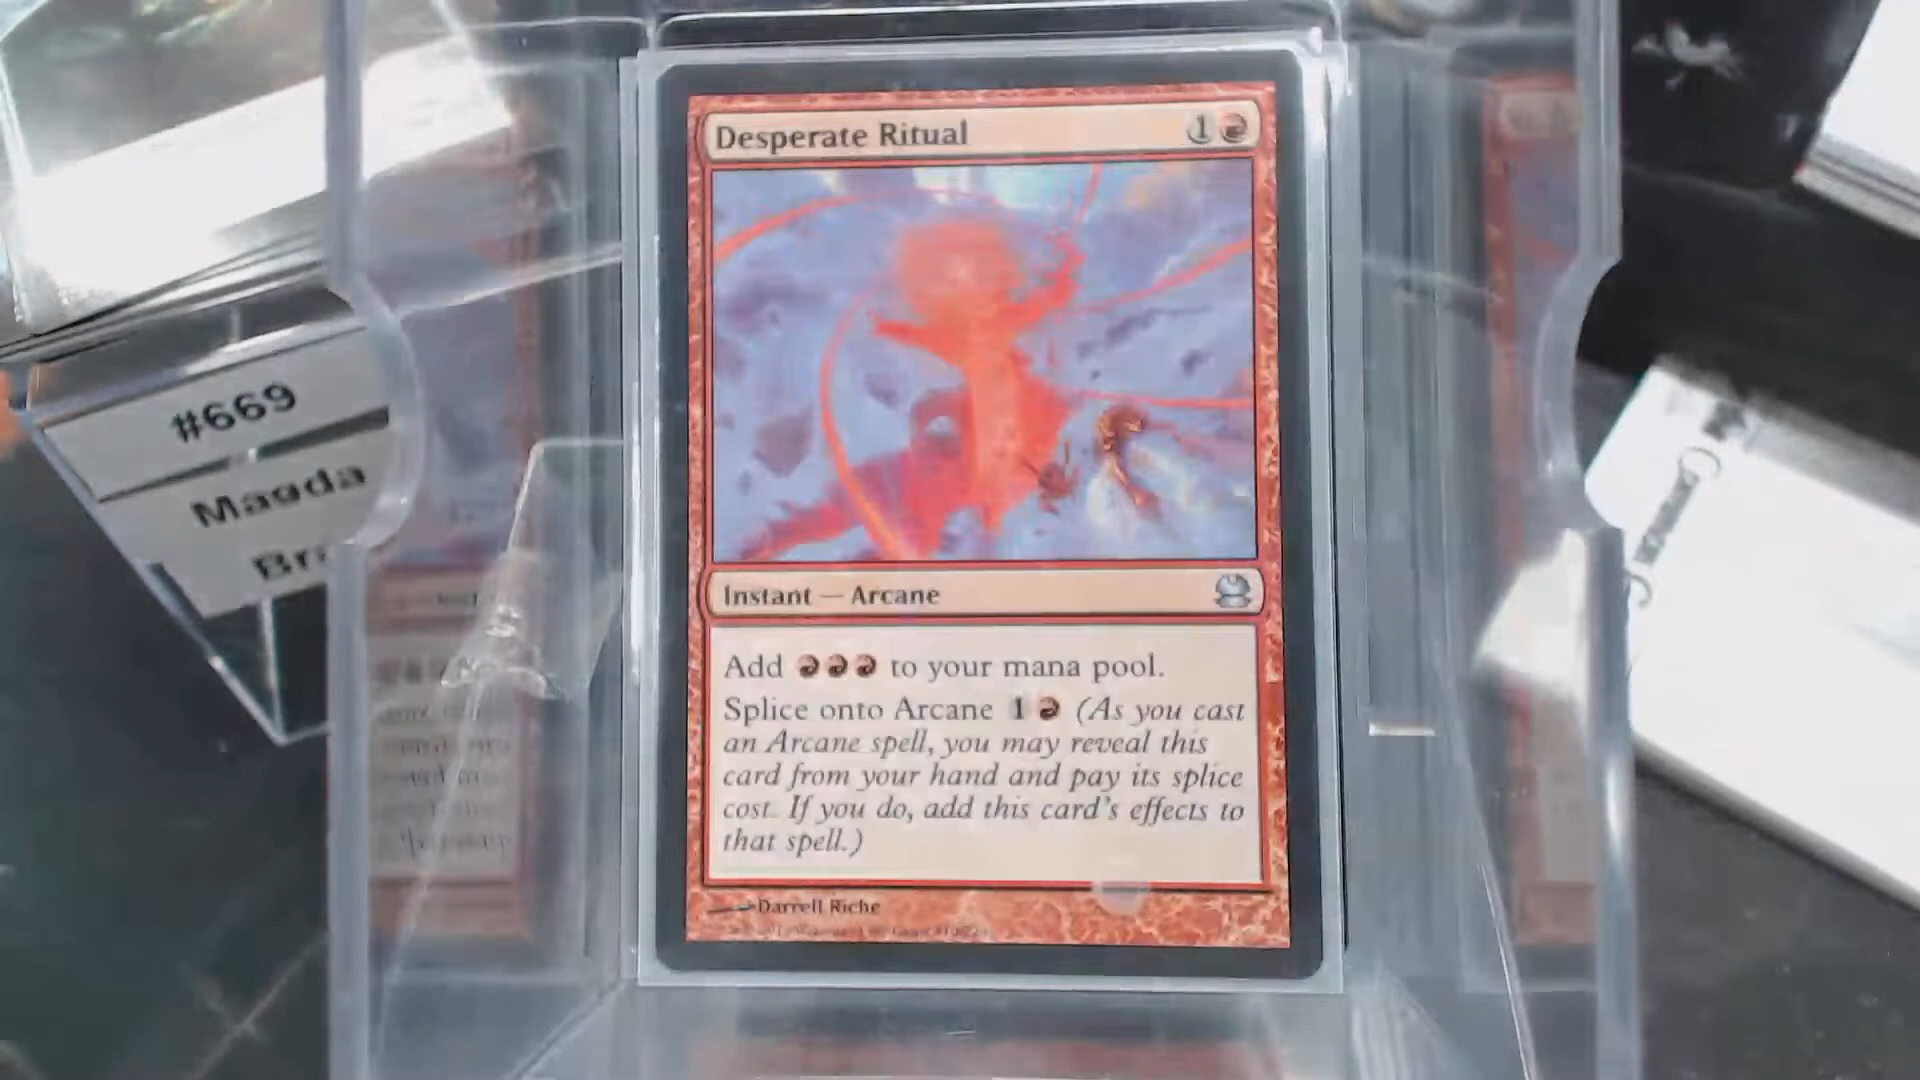 Desperate Ritual 1
Instant — Arcane
Add to your mana pool.
Splice onto Arcane 1 (As you cast
an Arcane spell, you may reveal this
card from your hand and pay its splice
cost. If you do, add this card's effects to
that spell.)
Darrell Riche
#669
Magda